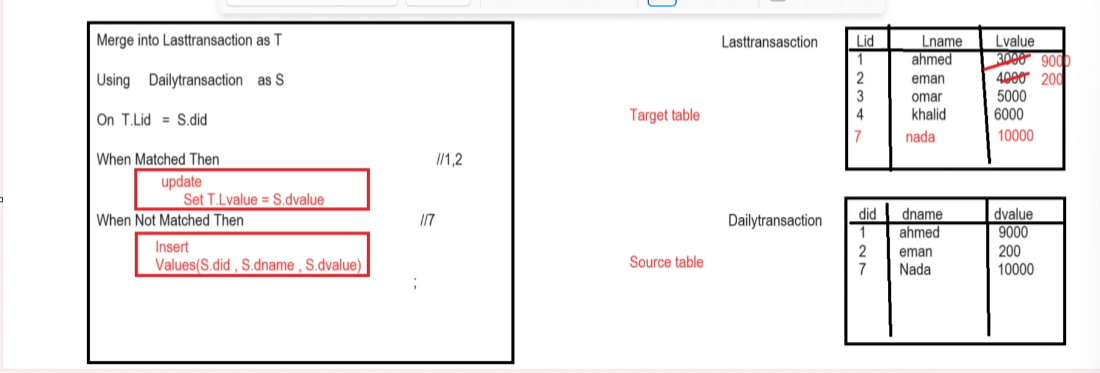 Merge into Lasttransaction as T
Using Dailytransaction as S
On T.Lid = S.did
When Matched Then //1,2
update
Set T.Lvalue = S.dvalue
When Not Matched Then //7
Insert
Values(S.did , S.dname , S.dvalue)
;
Lasttransasction
Target table
Lid Lname Lvalue
1 ahmed 3000 9000
2 eman 4000 200
3 omar 5000
4 khalid 6000
7 nada 10000
Dailytransaction
Source table
did dname dvalue
1 ahmed 9000
2 eman 200
7 Nada 10000